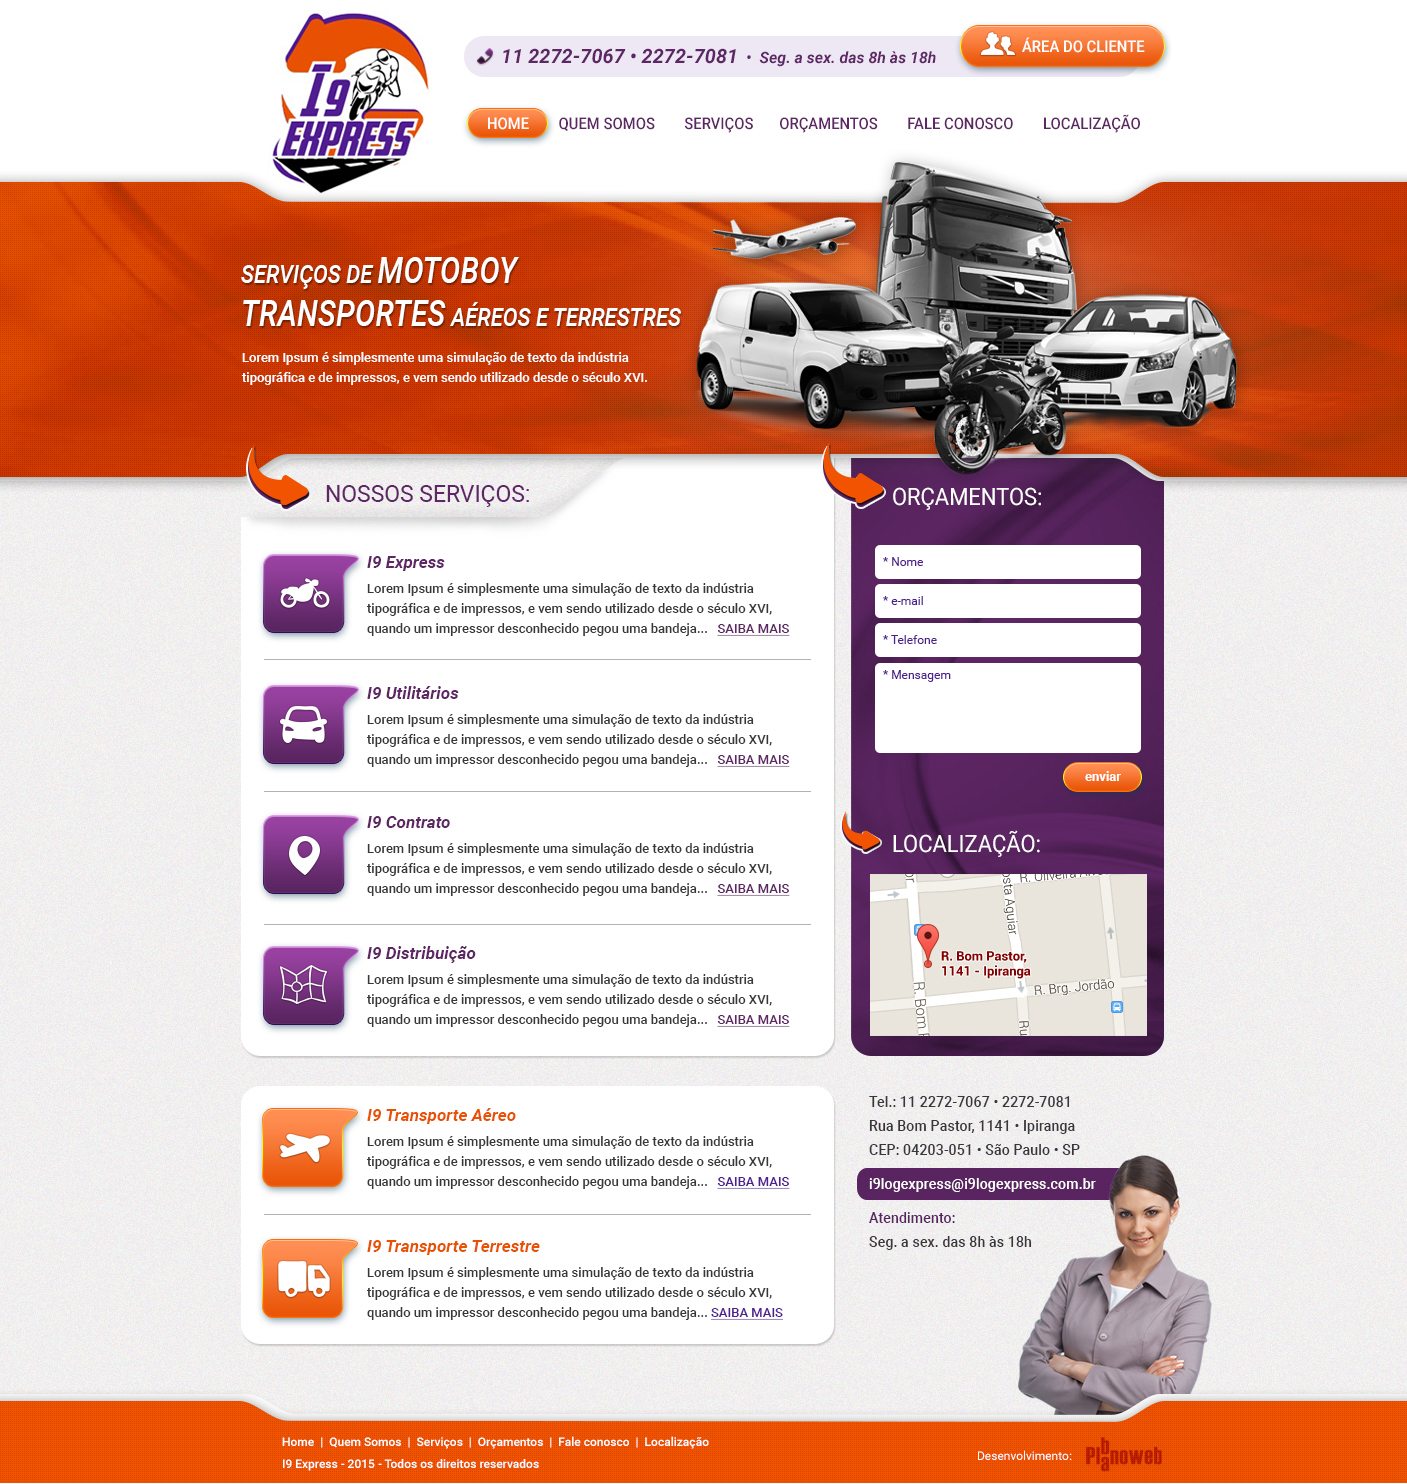 I9
EXPRESS
11 2272-7067 • 2272-7081 • Seg. a sex. das 8h às 18h
ÁREA DO CLIENTE
HOME QUEM SOMOS SERVIÇOS ORÇAMENTOS FALE CONOSCO LOCALIZAÇÃO
SERVIÇOS DE MOTOBOY
TRANSPORTES AÉREOS E TERRESTRES
Lorem Ipsum é simplesmente uma simulação de texto da indústria
tipográfica e de impressos, e vem sendo utilizado desde o século XVI.
NOSSOS SERVIÇOS:
I9 Express
Lorem Ipsum é simplesmente uma simulação de texto da indústria
tipográfica e de impressos, e vem sendo utilizado desde o século XVI,
quando um impressor desconhecido pegou uma bandeja... SAIBA MAIS
I9 Utilitários
Lorem Ipsum é simplesmente uma simulação de texto da indústria
tipográfica e de impressos, e vem sendo utilizado desde o século XVI,
quando um impressor desconhecido pegou uma bandeja... SAIBA MAIS
I9 Contrato
Lorem Ipsum é simplesmente uma simulação de texto da indústria
tipográfica e de impressos, e vem sendo utilizado desde o século XVI,
quando um impressor desconhecido pegou uma bandeja... SAIBA MAIS
I9 Distribuição
Lorem Ipsum é simplesmente uma simulação de texto da indústria
tipográfica e de impressos, e vem sendo utilizado desde o século XVI,
quando um impressor desconhecido pegou uma bandeja... SAIBA MAIS
I9 Transporte Aéreo
Lorem Ipsum é simplesmente uma simulação de texto da indústria
tipográfica e de impressos, e vem sendo utilizado desde o século XVI,
quando um impressor desconhecido pegou uma bandeja... SAIBA MAIS
I9 Transporte Terrestre
Lorem Ipsum é simplesmente uma simulação de texto da indústria
tipográfica e de impressos, e vem sendo utilizado desde o século XVI,
quando um impressor desconhecido pegou uma bandeja... SAIBA MAIS
ORÇAMENTOS:
* Nome
* e-mail
* Telefone
* Mensagem
enviar
LOCALIZAÇÃO:
R. Oliveira
Aguiar
R. Bom Pastor,
1141 - Ipiranga
R. Brg. Jordão
R. Bom
Tel.: 11 2272-7067 • 2272-7081
Rua Bom Pastor, 1141 • Ipiranga
CEP: 04203-051 • São Paulo • SP
i9logexpress@i9logexpress.com.br
Atendimento:
Seg. a sex. das 8h às 18h
Home | Quem Somos | Serviços | Orçamentos | Fale conosco | Localização
I9 Express - 2015 - Todos os direitos reservados
Desenvolvimento: Planoweb